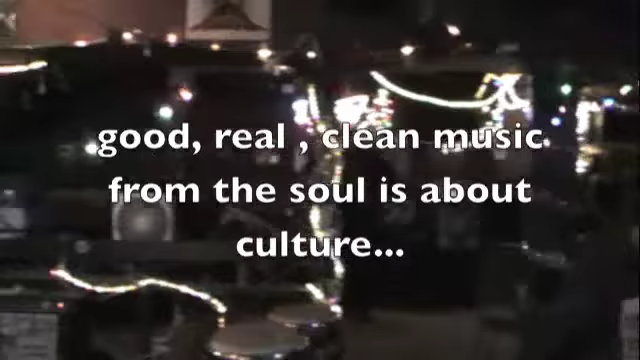 good, real , clean music
from the soul is about
culture...